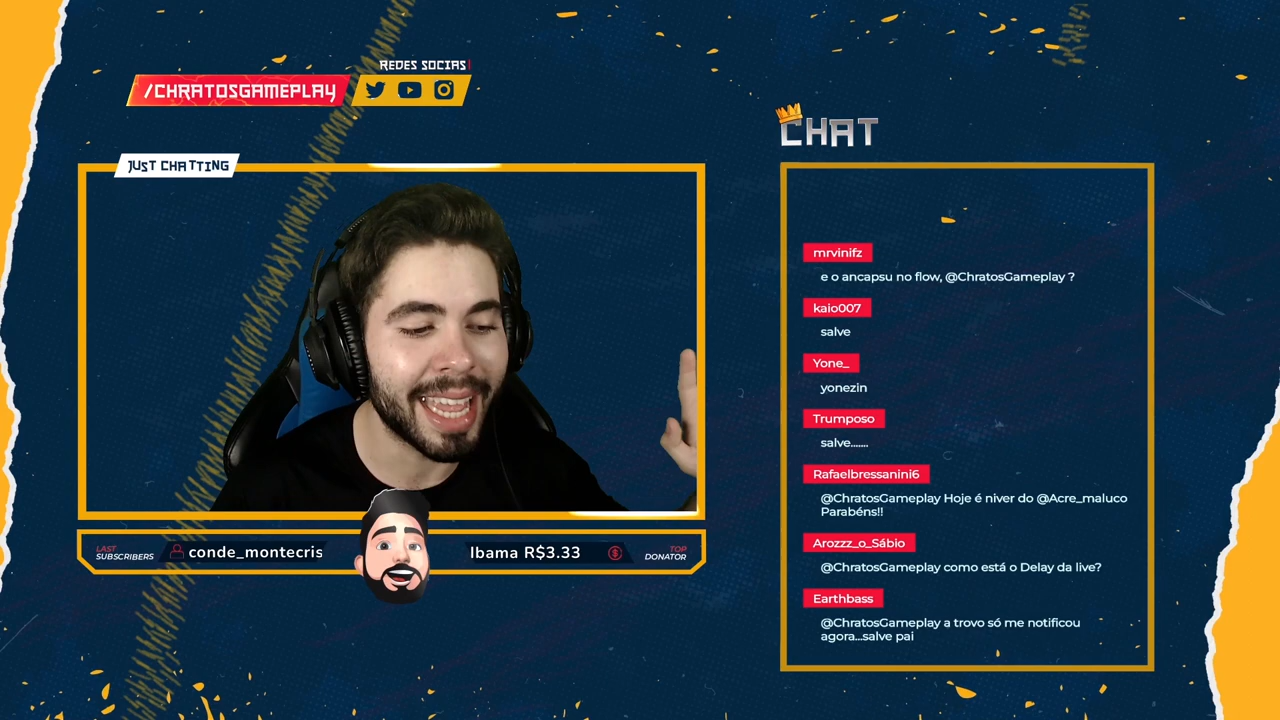 REDES SOCIAS
/CHRATOSGAMEPLAY
JUST CHATTING
CHAT
mrvinifz
e o ancapsu no flow, @ChratosGameplay ?
kaio007
salve
Yone_
yonezin
Trumposo
salve.......
Rafaelbressanini6
@ChratosGameplay Hoje é niver do @Acre_maluco
Parabéns!!
Arozzz_o_Sábio
@ChratosGameplay como está o Delay da live?
Earthbass
@ChratosGameplay a trovo só me notificou
agora...salve pai
LAST
SUBSCRIBERS
conde_montecris
Ibama R$3.33
TOP
DONATOR